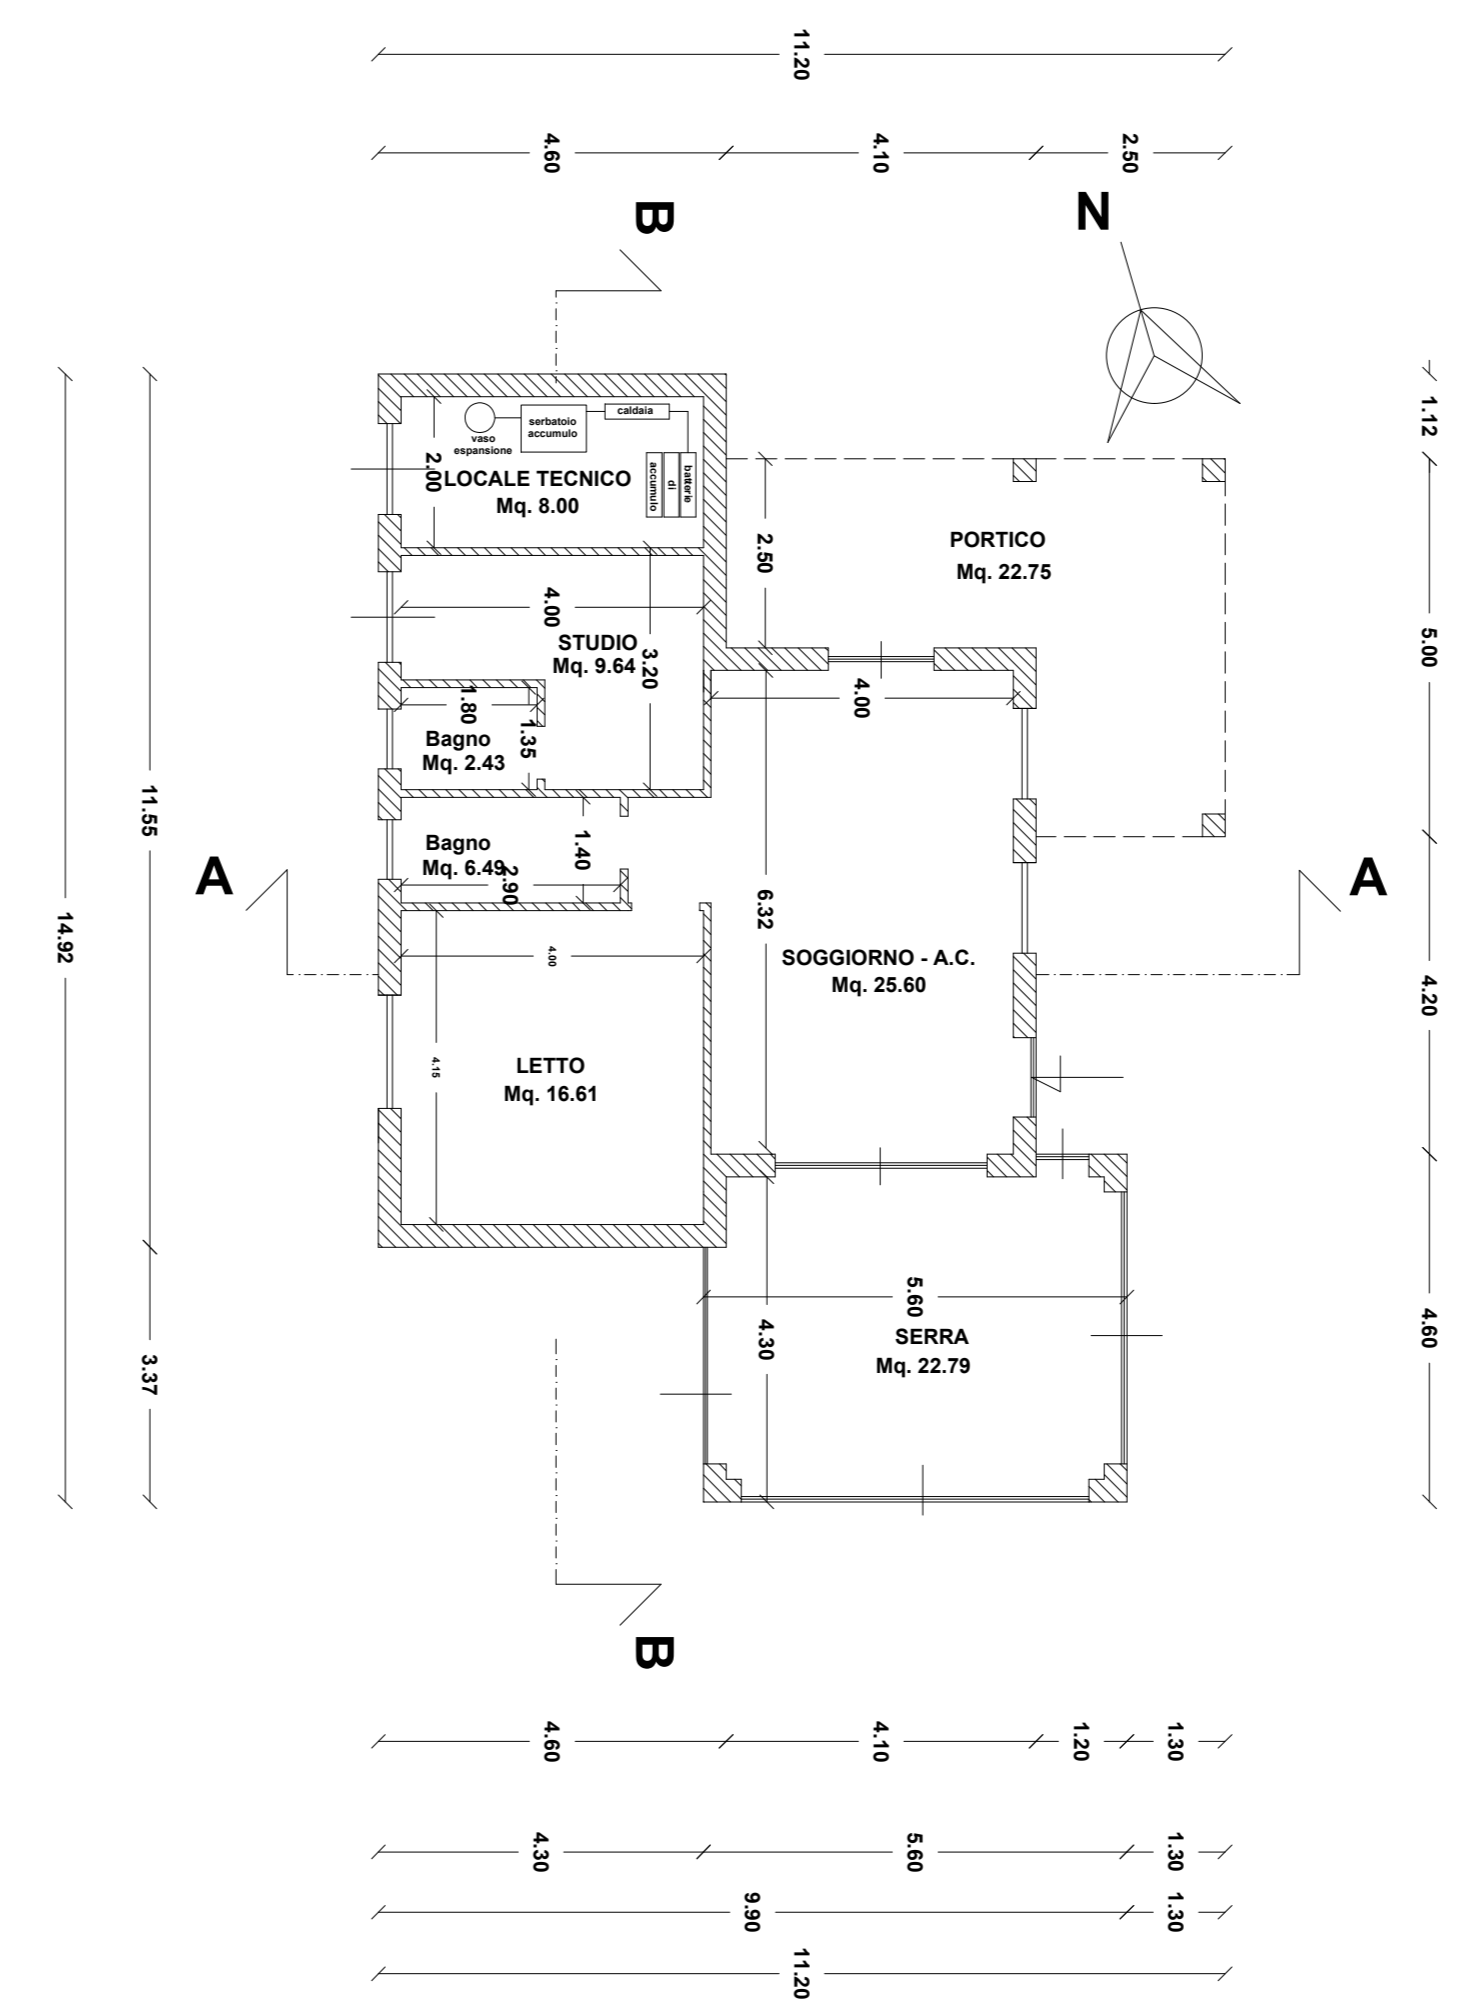 11.20
4.60
4.10
2.50
B
N
1.12
vaso
espansione
serbatoio
accumulo
caldaia
batterie
di
accumulo
2.00
LOCALE TECNICO
Mq. 8.00
2.50
PORTICO
Mq. 22.75
5.00
4.00
STUDIO
Mq. 9.64
3.20
4.00
1.80
1.35
Bagno
Mq. 2.43
11.55
Bagno
Mq. 6.49
1.40
2.90
A
A
14.92
6.32
4.00
SOGGIORNO - A.C.
Mq. 25.60
4.20
4.15
LETTO
Mq. 16.61
5.60
4.30
SERRA
Mq. 22.79
4.60
3.37
B
4.60
4.10
1.20
1.30
4.30
5.60
1.30
9.90
1.30
11.20